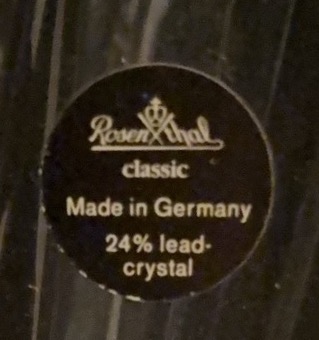 Rosenthal
classic
Made in Germany
24% lead-
crystal